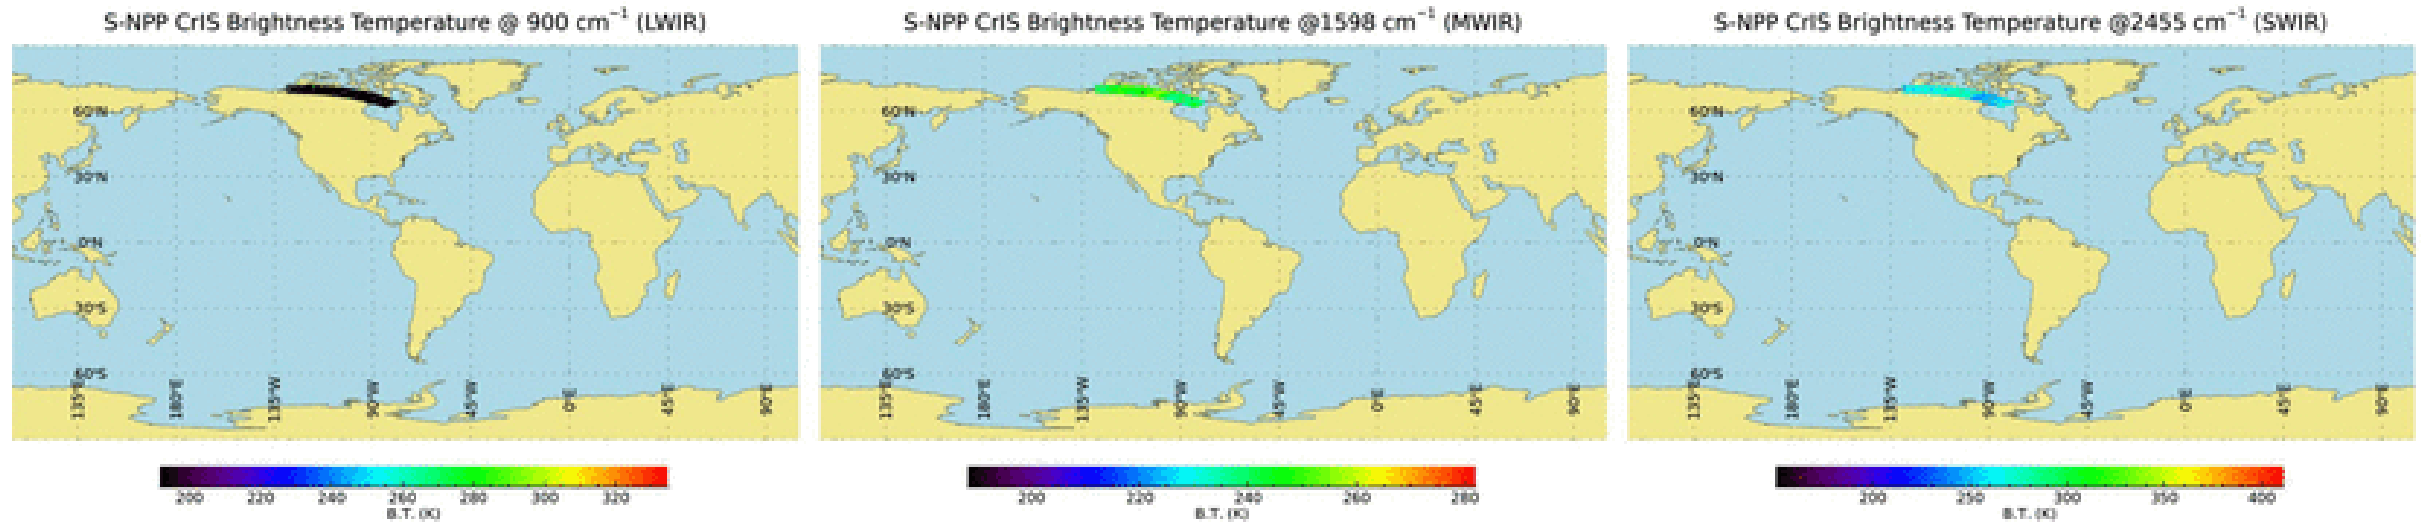 S-NPP CrIS Brightness Temperature @ 900 cm⁻¹ (LWIR)
60°N
30°N
0°N
30°S
60°S
135°E 180°E 135°W 90°W 45°W 0°E 45°E 90°E
200 220 240 260 280 300 320
B.T. (K)
S-NPP CrIS Brightness Temperature @1598 cm⁻¹ (MWIR)
60°N
30°N
0°N
30°S
60°S
135°E 180°E 135°W 90°W 45°W 0°E 45°E 90°E
200 220 240 260 280
B.T. (K)
S-NPP CrIS Brightness Temperature @2455 cm⁻¹ (SWIR)
60°N
30°N
0°N
30°S
60°S
135°E 180°E 135°W 90°W 45°W 0°E 45°E 90°E
200 250 300 350 400
B.T. (K)